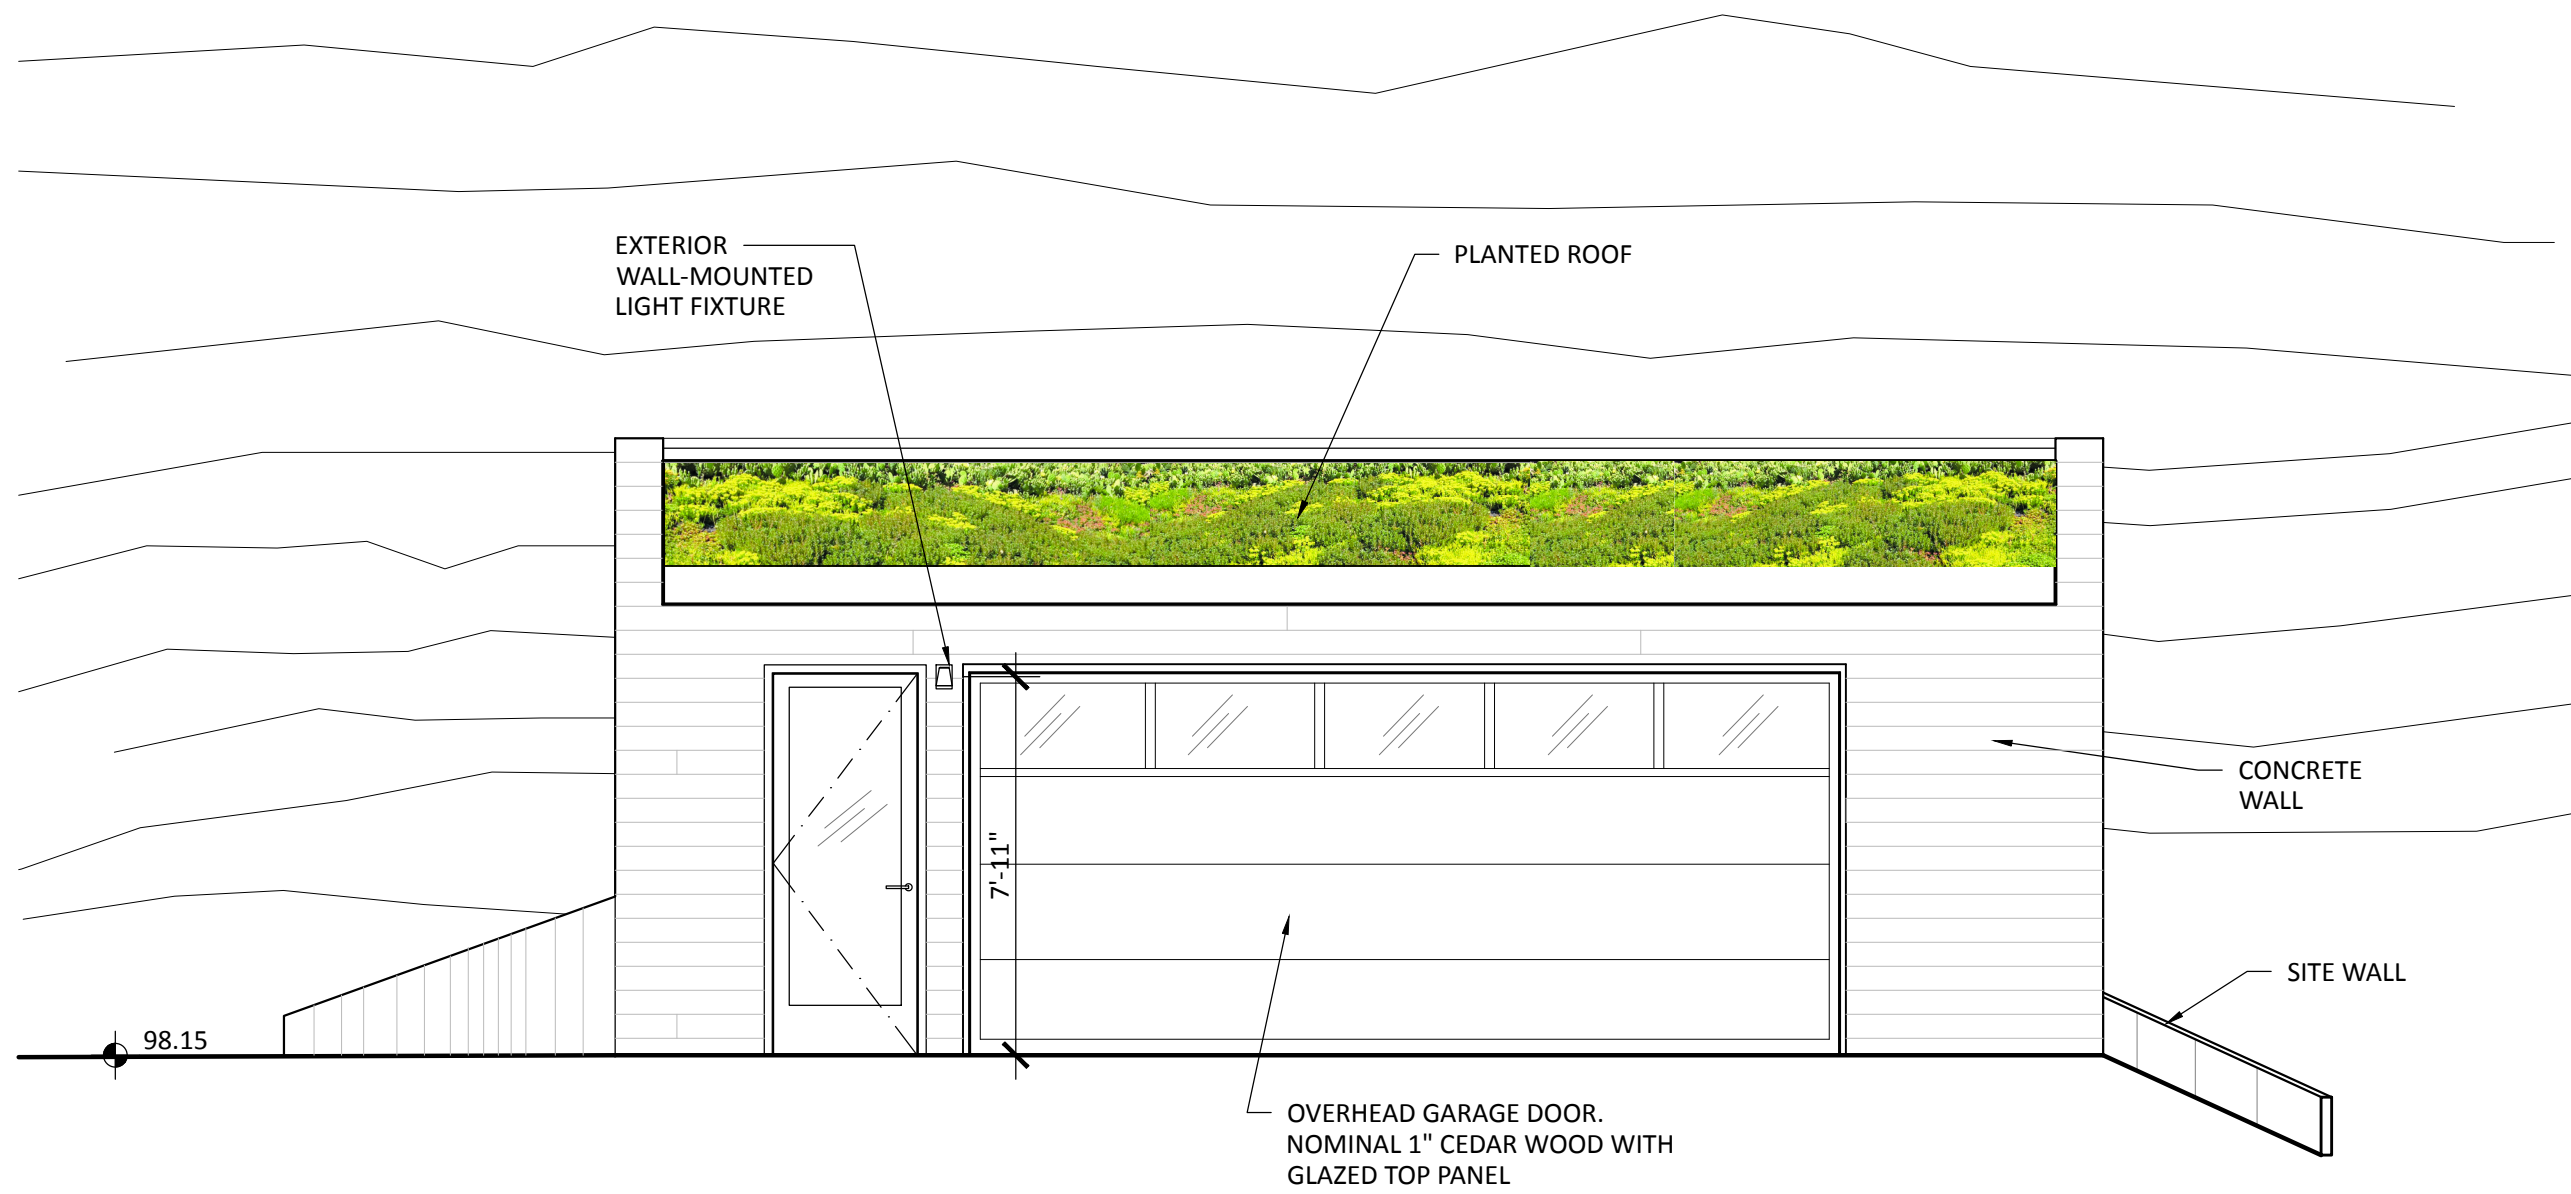 EXTERIOR
WALL-MOUNTED
LIGHT FIXTURE
PLANTED ROOF
CONCRETE
WALL
7'-11"
SITE WALL
98.15
OVERHEAD GARAGE DOOR.
NOMINAL 1" CEDAR WOOD WITH
GLAZED TOP PANEL